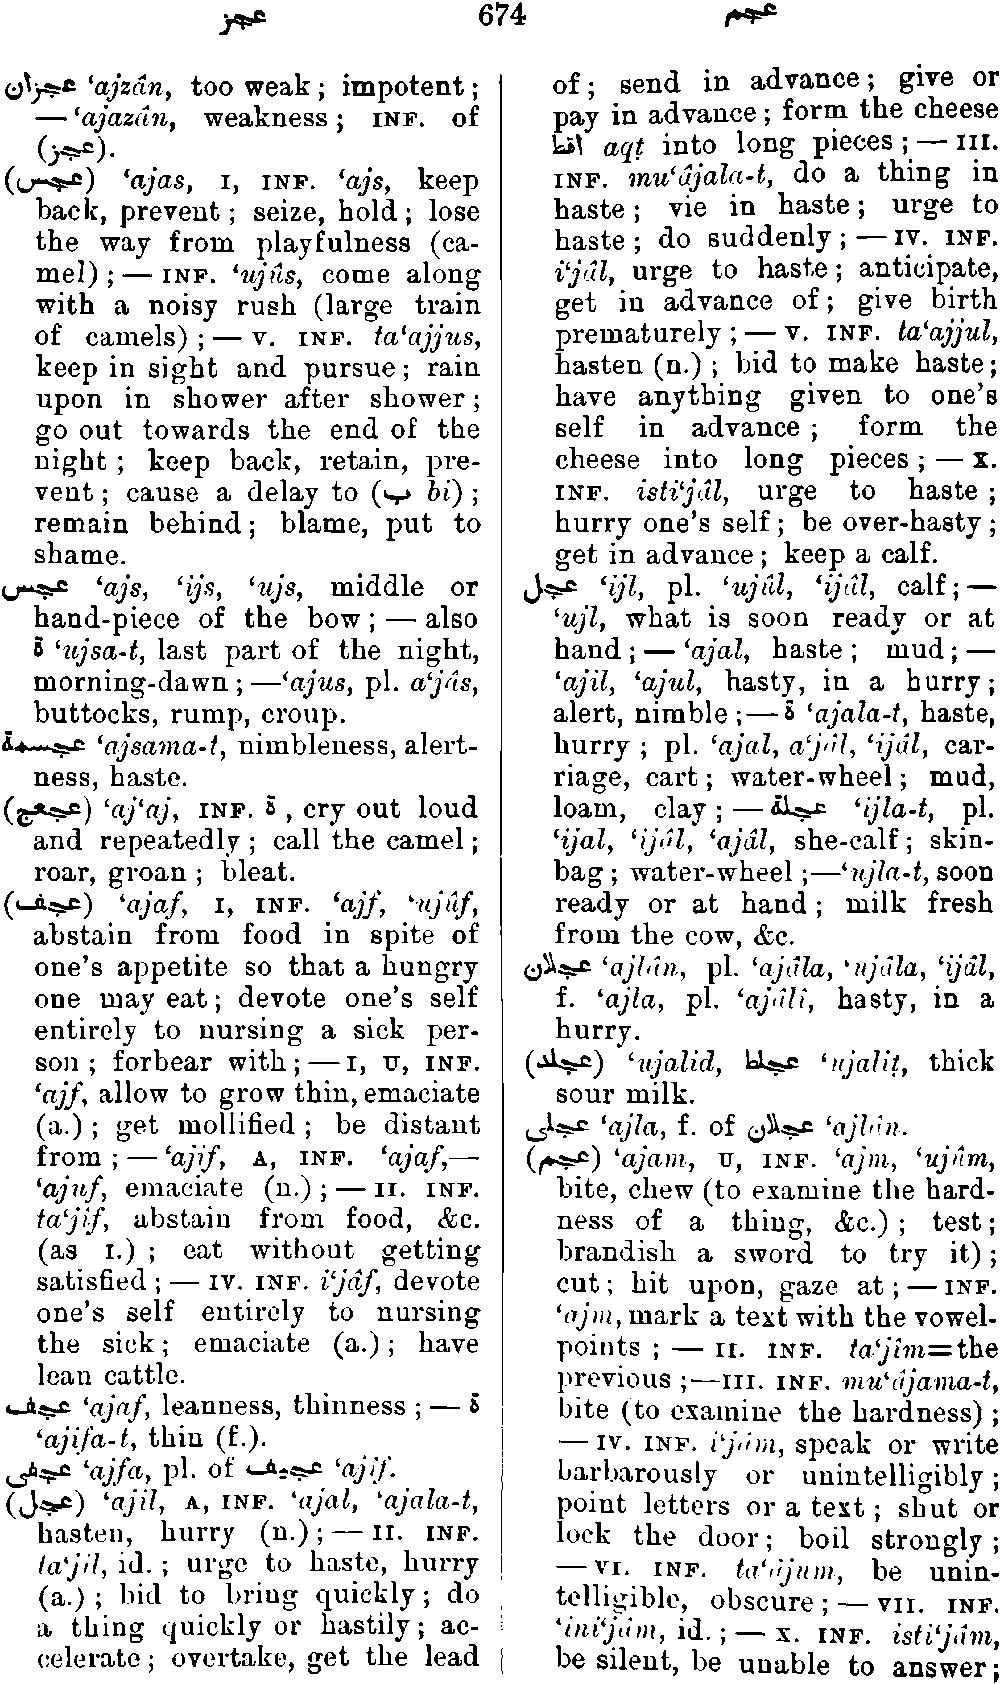 عجز
674
عجم
عجزان ‘ajzân, too weak; impotent;
—‘ajazân, weakness; INF. of
(عجز).
(عجس) ‘ajas, I, INF. ‘ajs, keep
back, prevent; seize, hold; lose
the way from playfulness (ca-
mel);—INF. ‘ujûs, come along
with a noisy rush (large train
of camels);—V. INF. ta‘ajjus,
keep in sight and pursue; rain
upon in shower after shower;
go out towards the end of the
night; keep back, retain, pre-
vent; cause a delay to (ب bi);
remain behind; blame, put to
shame.
عجس ‘ajs, ‘ijs, ‘ujs, middle or
hand-piece of the bow;—also
ة ‘ujsa-t, last part of the night,
morning-dawn;—‘ajus, pl. a‘jâs,
buttocks, rump, croup.
عجسمة ‘ajsama-t, nimbleness, alert-
ness, haste.
(عجعج) ‘aj‘aj, INF. ة, cry out loud
and repeatedly; call the camel;
roar, groan; bleat.
(عجف) ‘ajaf, I, INF. ‘ajf, ‘ujûf,
abstain from food in spite of
one's appetite so that a hungry
one may eat; devote one's self
entirely to nursing a sick per-
son; forbear with;—I, U, INF.
‘ajf, allow to grow thin, emaciate
(a.); get mollified; be distant
from;—‘ajif, A, INF. ‘ajaf,—
‘ajuf, emaciate (n.);—II. INF.
ta‘jîf, abstain from food, &c.
(as I.); eat without getting
satisfied;—IV. INF. i‘jâf, devote
one's self entirely to nursing
the sick; emaciate (a.); have
lean cattle.
عجف ‘ajaf, leanness, thinness;—ة
‘ajifa-t, thin (f.).
عجفى ‘ajfa, pl. of عجيف ‘ajîf.
(عجل) ‘ajil, A, INF. ‘ajal, ‘ajala-t,
hasten, hurry (n.);—II. INF.
ta‘jîl, id.; urge to haste, hurry
(a.); bid to bring quickly; do
a thing quickly or hastily; ac-
celerate; overtake, get the lead
of; send in advance; give or
pay in advance; form the cheese
اقط aqṭ into long pieces;—III.
INF. mu‘âjala-t, do a thing in
haste; vie in haste; urge to
haste; do suddenly;—IV. INF.
i‘jâl, urge to haste; anticipate,
get in advance of; give birth
prematurely;—V. INF. ta‘ajjul,
hasten (n.); bid to make haste;
have anything given to one's
self in advance; form the
cheese into long pieces;—X.
INF. isti‘jâl, urge to haste;
hurry one's self; be over-hasty;
get in advance; keep a calf.
عجل ‘ijl, pl. ‘ujûl, ‘ijâl, calf;—
‘ujl, what is soon ready or at
hand;—‘ajal, haste; mud;—
‘ajil, ‘ajul, hasty, in a hurry;
alert, nimble;—ة ‘ajala-t, haste,
hurry; pl. ‘ajal, a‘jâl, ‘ijâl, car-
riage, cart; water-wheel; mud,
loam, clay;—عجلة ‘ijla-t, pl.
‘ijal, ‘ijâl, ‘ajâl, she-calf; skin-
bag; water-wheel;—‘ujla-t, soon
ready or at hand; milk fresh
from the cow, &c.
عجلان ‘ajlân, pl. ‘ajâla, ‘ujâla, ‘ijâl,
f. ‘ajla, pl. ‘ajâlî, hasty, in a
hurry.
(عجلد) ‘ujalid, عجلط ‘ujaliṭ, thick
sour milk.
عجلى ‘ajla, f. of عجلان ‘ajlân.
(عجم) ‘ajam, U, INF. ‘ajm, ‘ujûm,
bite, chew (to examine the hard-
ness of a thing, &c.); test;
brandish a sword to try it);
cut; hit upon, gaze at;—INF.
‘ajm, mark a text with the vowel-
points;—II. INF. ta‘jîm=the
previous;—III. INF. mu‘âjama-t,
bite (to examine the hardness);
—IV. INF. i‘jâm, speak or write
barbarously or unintelligibly;
point letters or a text; shut or
lock the door; boil strongly;
—VI. INF. ta‘âjum, be unin-
telligible, obscure;—VII. INF.
‘ini‘jâm, id.;—X. INF. isti‘jâm,
be silent, be unable to answer;